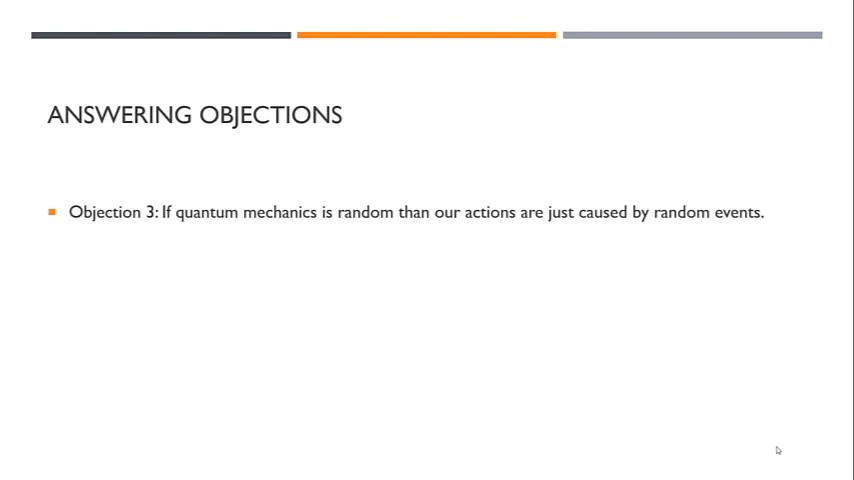 ANSWERING OBJECTIONS
Objection 3: If quantum mechanics is random than our actions are just caused by random events.